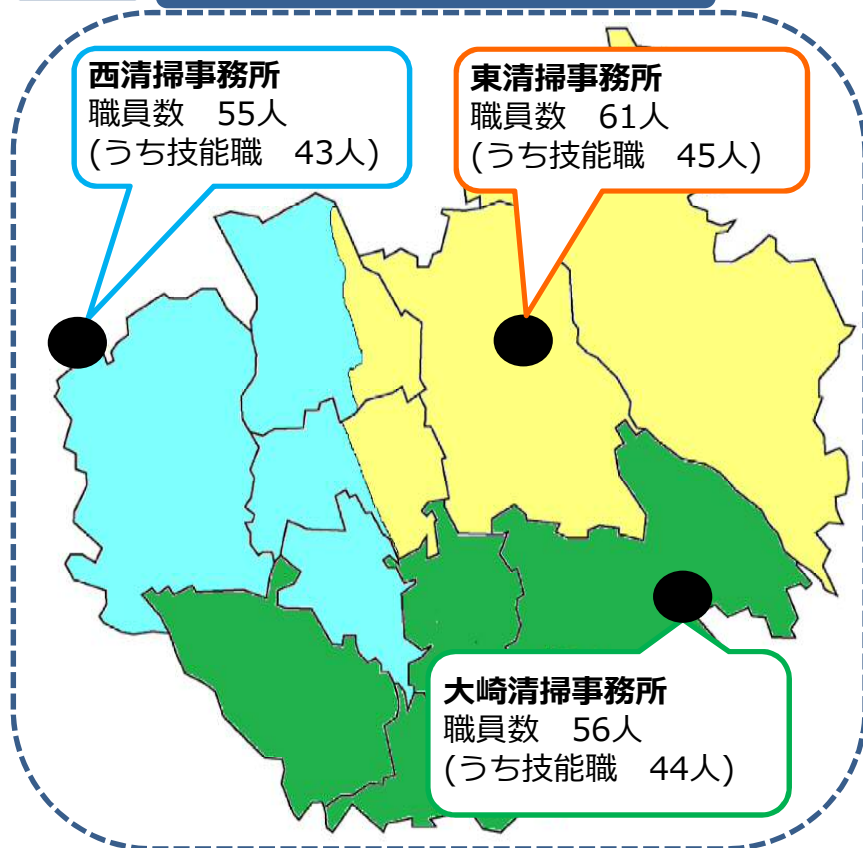 西清掃事務所
職員数　55人
(うち技能職　43人)
東清掃事務所
職員数　61人
(うち技能職　45人)
大崎清掃事務所
職員数　56人
(うち技能職　44人)